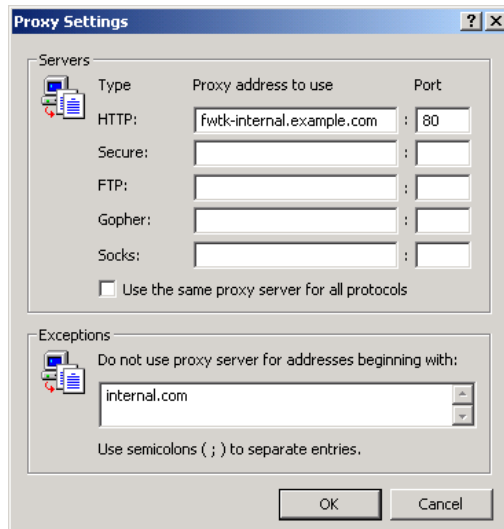 Proxy Settings
Servers
Type Proxy address to use Port
HTTP: fwtk-internal.example.com : 80
Secure: :
FTP: :
Gopher: :
Socks: :
Use the same proxy server for all protocols
Exceptions
Do not use proxy server for addresses beginning with:
internal.com
Use semicolons ( ; ) to separate entries.
OK Cancel